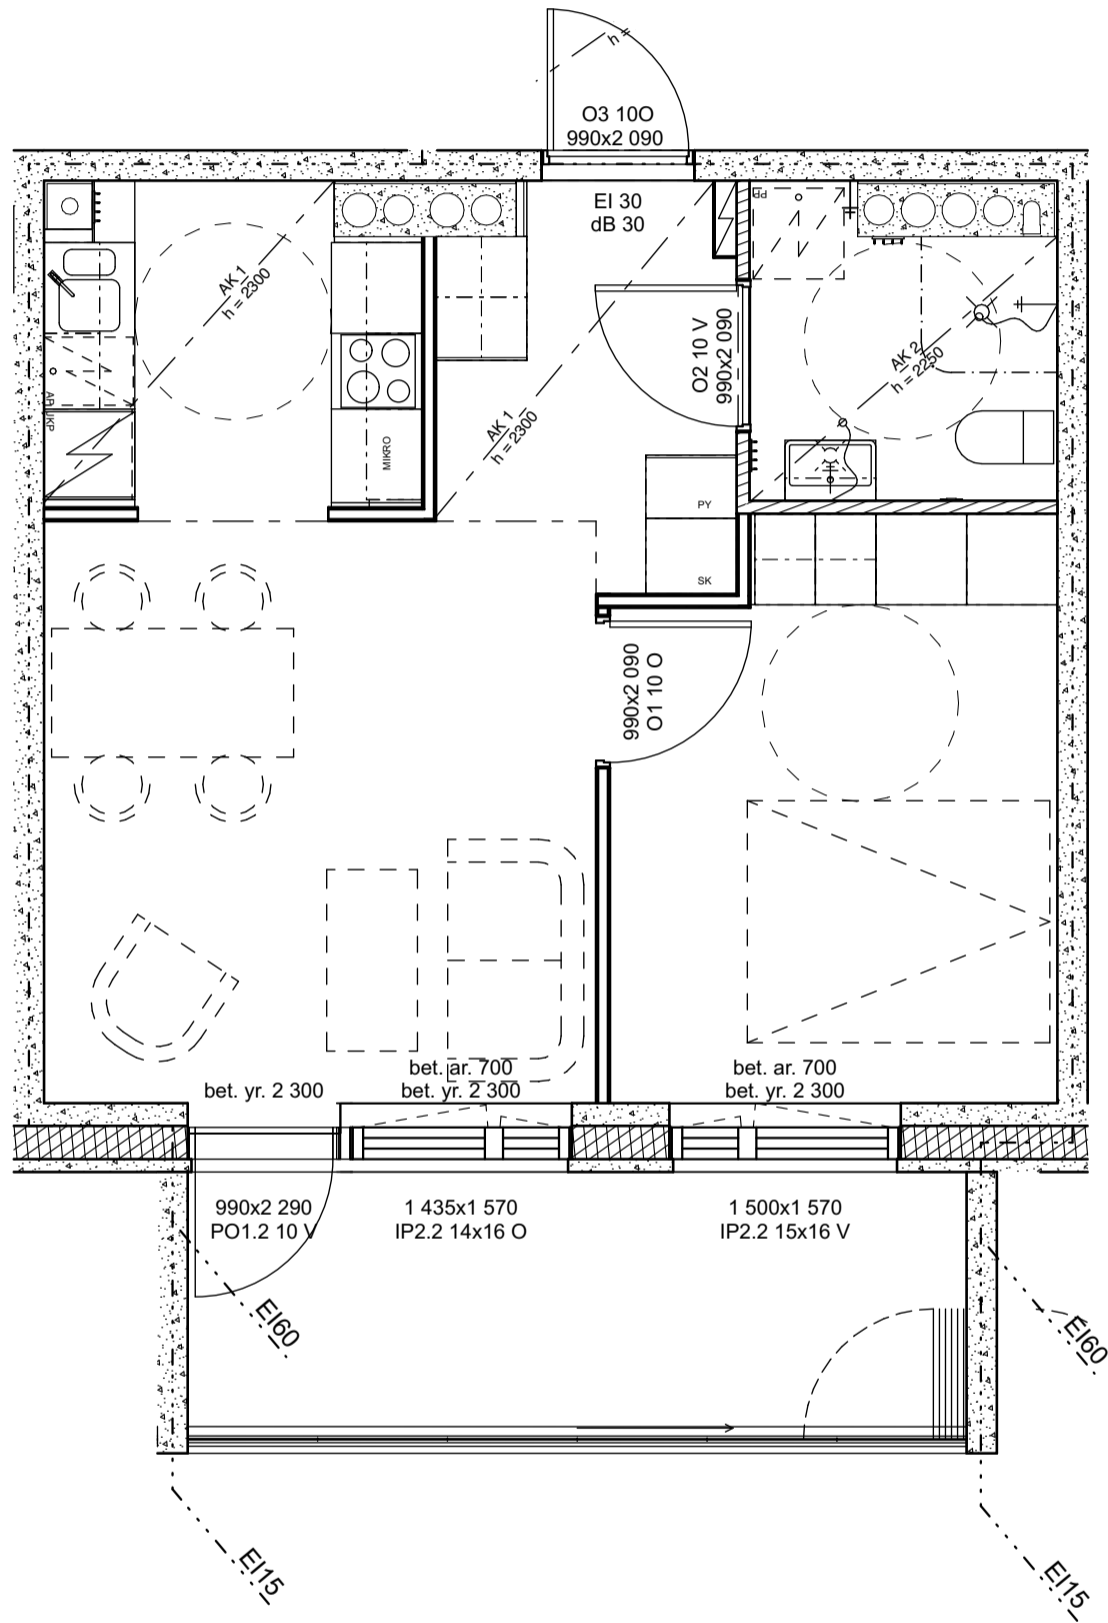 h =
O3 10O
990x2 090
EI 30
dB 30
PP
AK 1
h = 2300
O2 10 V
990x2 090
AK 2
h = 2250
APK
JKP
MIKRO
AK 1
h = 2300
PY
SK
990x2 090
O1 10 O
bet. yr. 2 300
bet. ar. 700
bet. yr. 2 300
bet. ar. 700
bet. yr. 2 300
990x2 290
PO1.2 10 V
1 435x1 570
IP2.2 14x16 O
1 500x1 570
IP2.2 15x16 V
EI60
EI60
EI15
EI15